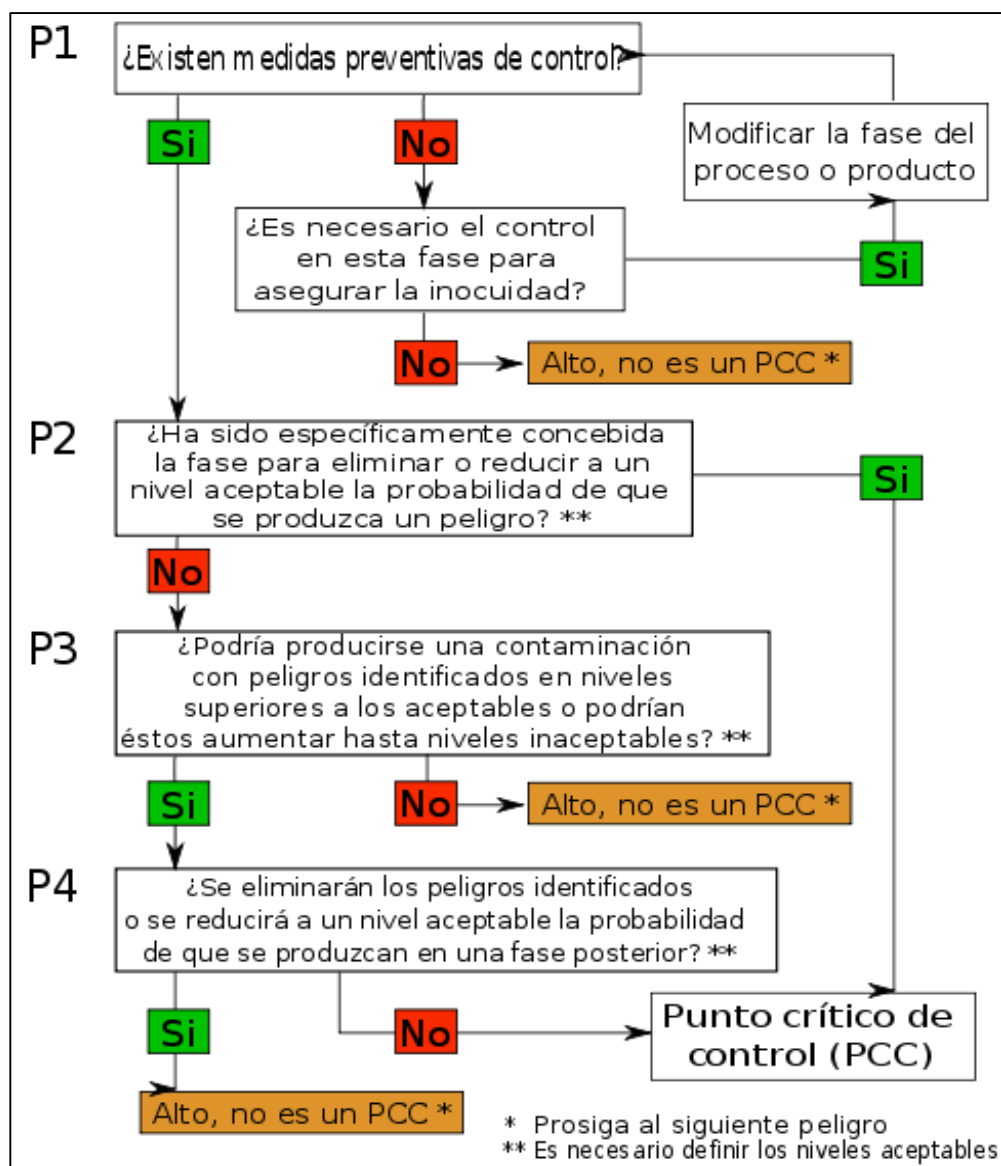 P1
¿Existen medidas preventivas de control?
Si
No
Modificar la fase del
proceso o producto
¿Es necesario el control
en esta fase para
asegurar la inocuidad?
Si
No
Alto, no es un PCC *
P2
¿Ha sido específicamente concebida
la fase para eliminar o reducir a un
nivel aceptable la probabilidad de que
se produzca un peligro? **
Si
No
P3
¿Podría producirse una contaminación
con peligros identificados en niveles
superiores a los aceptables o podrían
éstos aumentar hasta niveles inaceptables? **
Si
No
Alto, no es un PCC *
P4
¿Se eliminarán los peligros identificados
o se reducirá a un nivel aceptable la probabilidad
de que se produzcan en una fase posterior? **
Si
No
Punto crítico de
control (PCC)
Alto, no es un PCC *
* Prosiga al siguiente peligro
** Es necesario definir los niveles aceptables